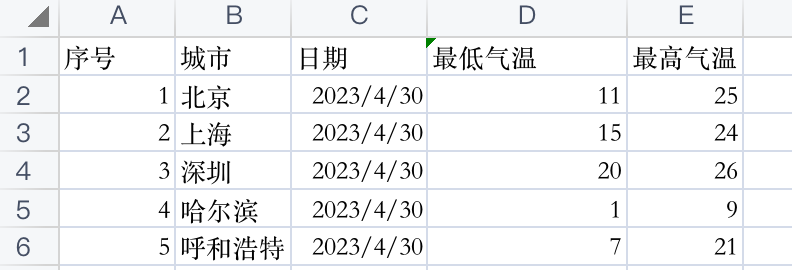 A B C D E
1 序号 城市 日期 最低气温 最高气温
2 1 北京 2023/4/30 11 25
3 2 上海 2023/4/30 15 24
4 3 深圳 2023/4/30 20 26
5 4 哈尔滨 2023/4/30 1 9
6 5 呼和浩特 2023/4/30 7 21